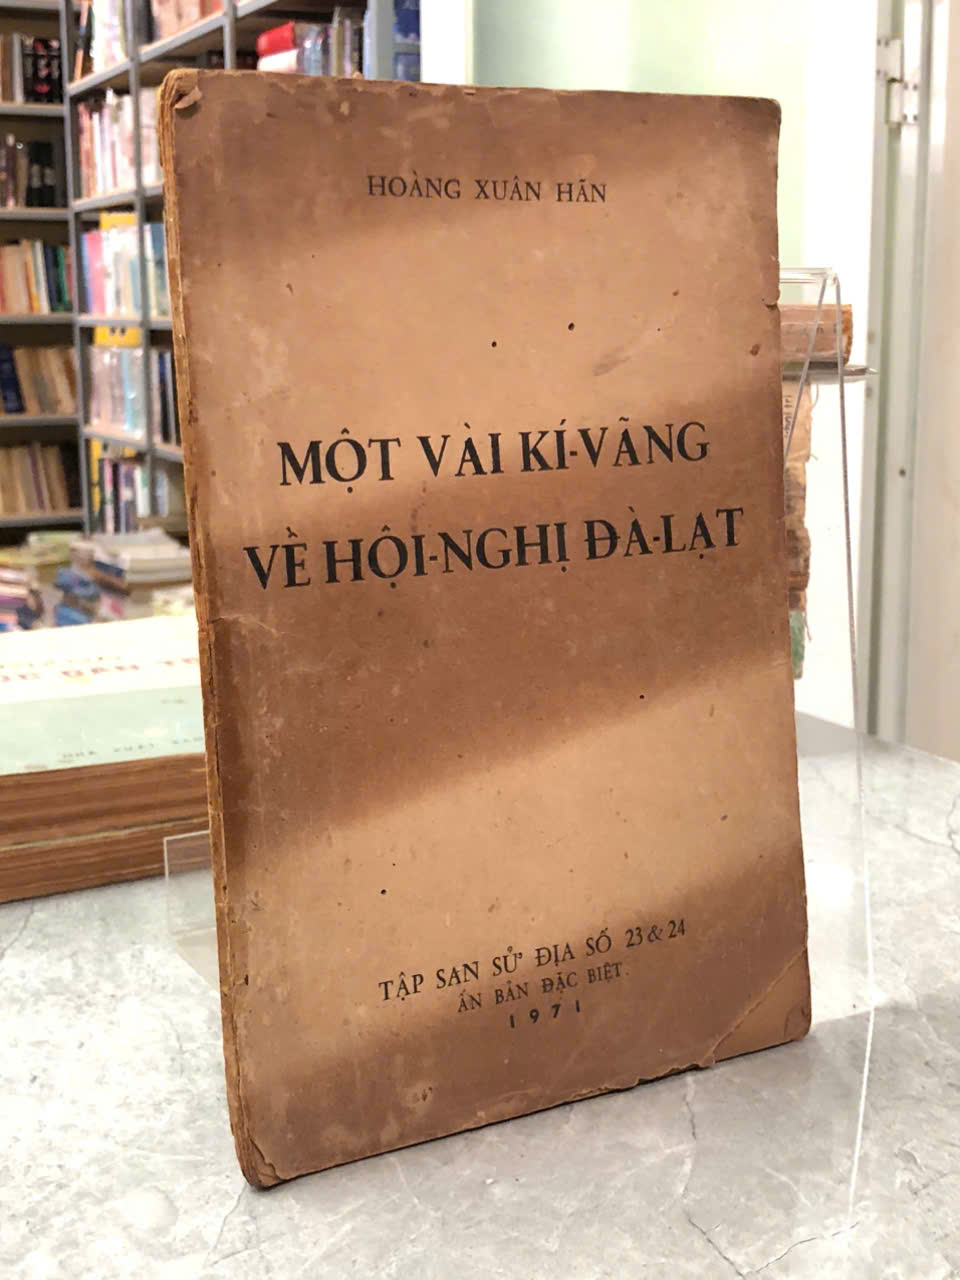 HOÀNG XUÂN HÃN
MỘT VÀI KÍ-VÃNG
VỀ HỘI-NGHỊ ĐÀ-LẠT
TẬP SAN SỬ ĐỊA SỐ 23 & 24
ẤN BẢN ĐẶC BIỆT
1971